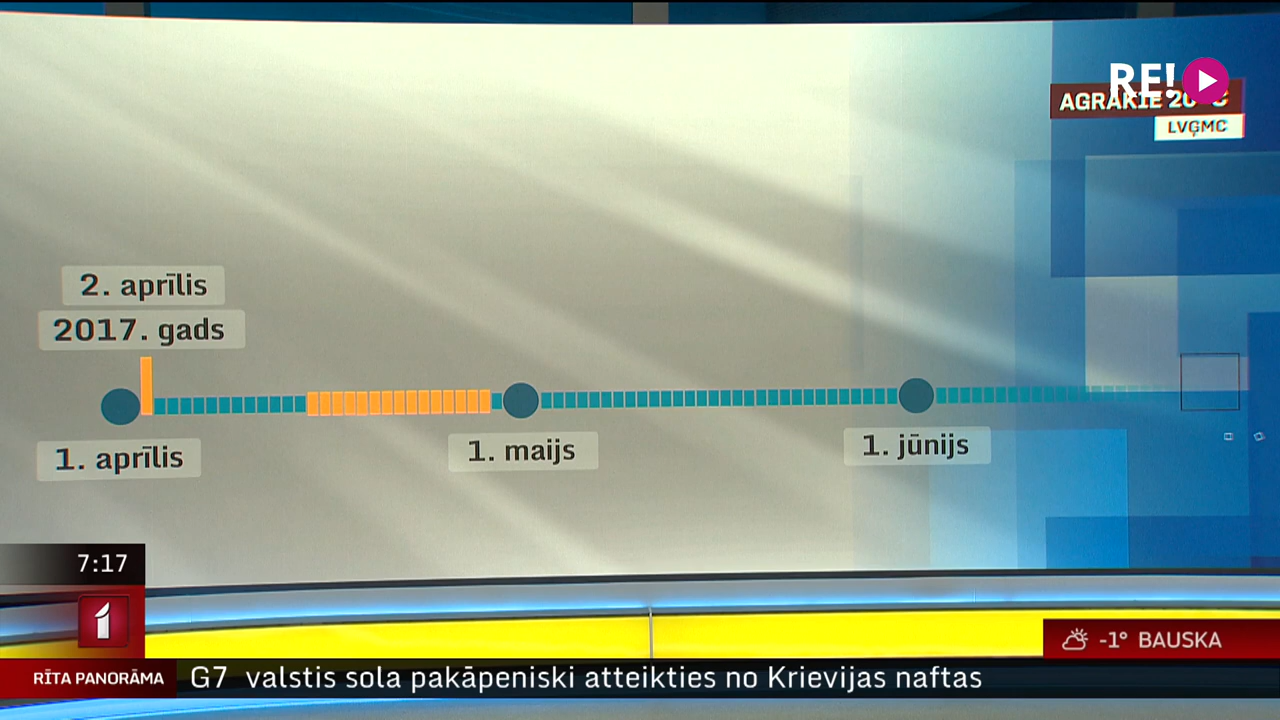 RE!
AGRĀKIE 20°C
LVĢMC
2. aprīlis
2017. gads
1. aprīlis
1. maijs
1. jūnijs
7:17
1
-1° BAUSKA
RĪTA PANORĀMA
G7 valstis sola pakāpeniski atteikties no Krievijas naftas